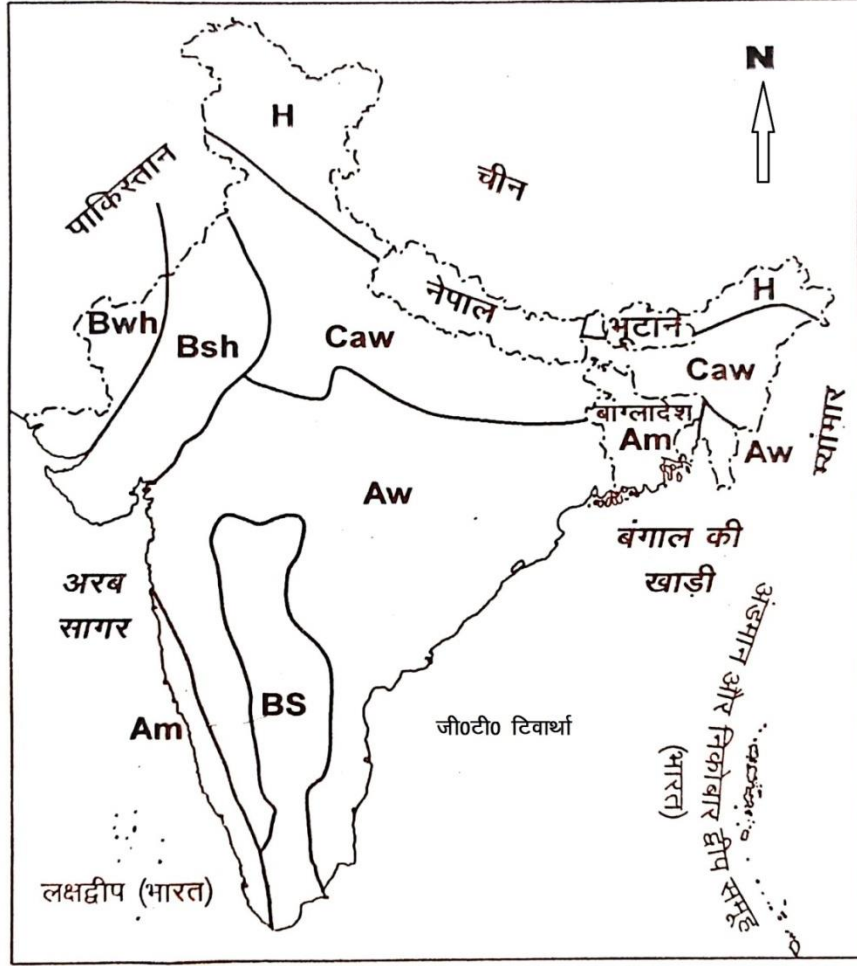 N
H
पाकिस्तान
चीन
नेपाल
H
भूटान
Bwh
Bsh
Caw
Caw
बाग्लादेश
Am
Aw
म्यांमार
Aw
बंगाल की
खाड़ी
अरब
सागर
अंडमान और निकोबार द्वीप समूह
(भारत)
BS
Am
जी0टी0 टिवार्था
लक्षद्वीप (भारत)